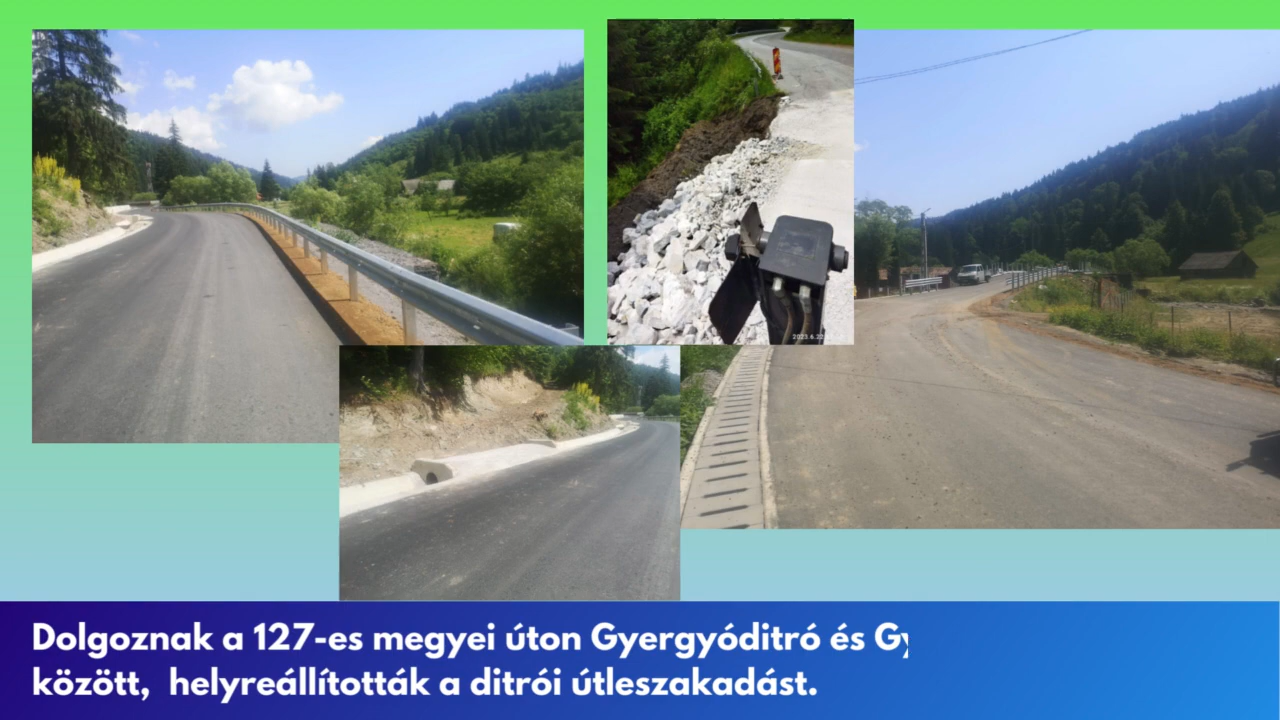 Dolgoznak a 127-es megyei úton Gyergyóditró és
között, helyreállították a ditrói útleszakadást.